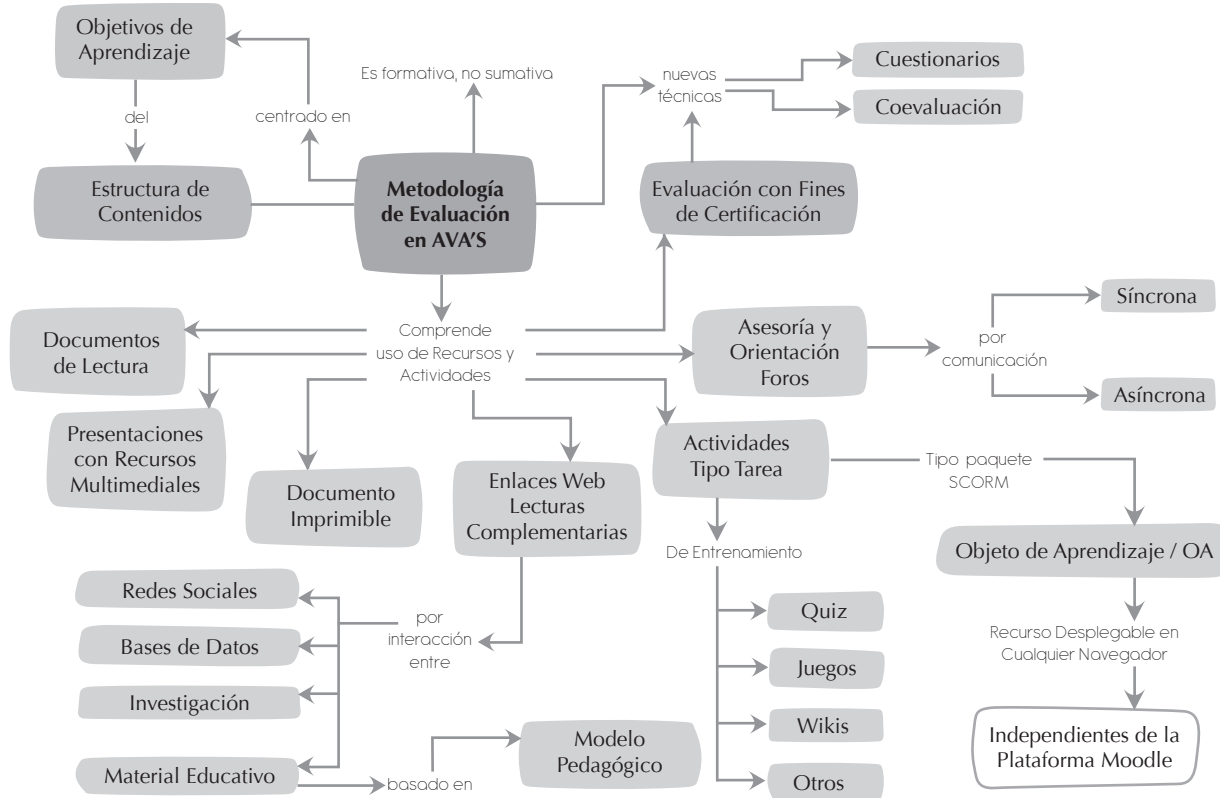 Objetivos de
Aprendizaje
del
centrado en
Estructura de
Contenidos
Es formativa, no sumativa
Metodología
de Evaluación
en AVA'S
nuevas
técnicas
Cuestionarios
Coevaluación
Evaluación con Fines
de Certificación
Comprende
uso de Recursos y
Actividades
Documentos
de Lectura
Presentaciones
con Recursos
Multimediales
Documento
Imprimible
Enlaces Web
Lecturas
Complementarias
Asesoría y
Orientación
Foros
por
comunicación
Síncrona
Asíncrona
Actividades
Tipo Tarea
Tipo paquete
SCORM
Objeto de Aprendizaje / OA
Recurso Desplegable en
Cualquier Navegador
Independientes de la
Plataforma Moodle
De Entrenamiento
Quiz
Juegos
Wikis
Otros
por
interacción
entre
Redes Sociales
Bases de Datos
Investigación
Material Educativo
basado en
Modelo
Pedagógico